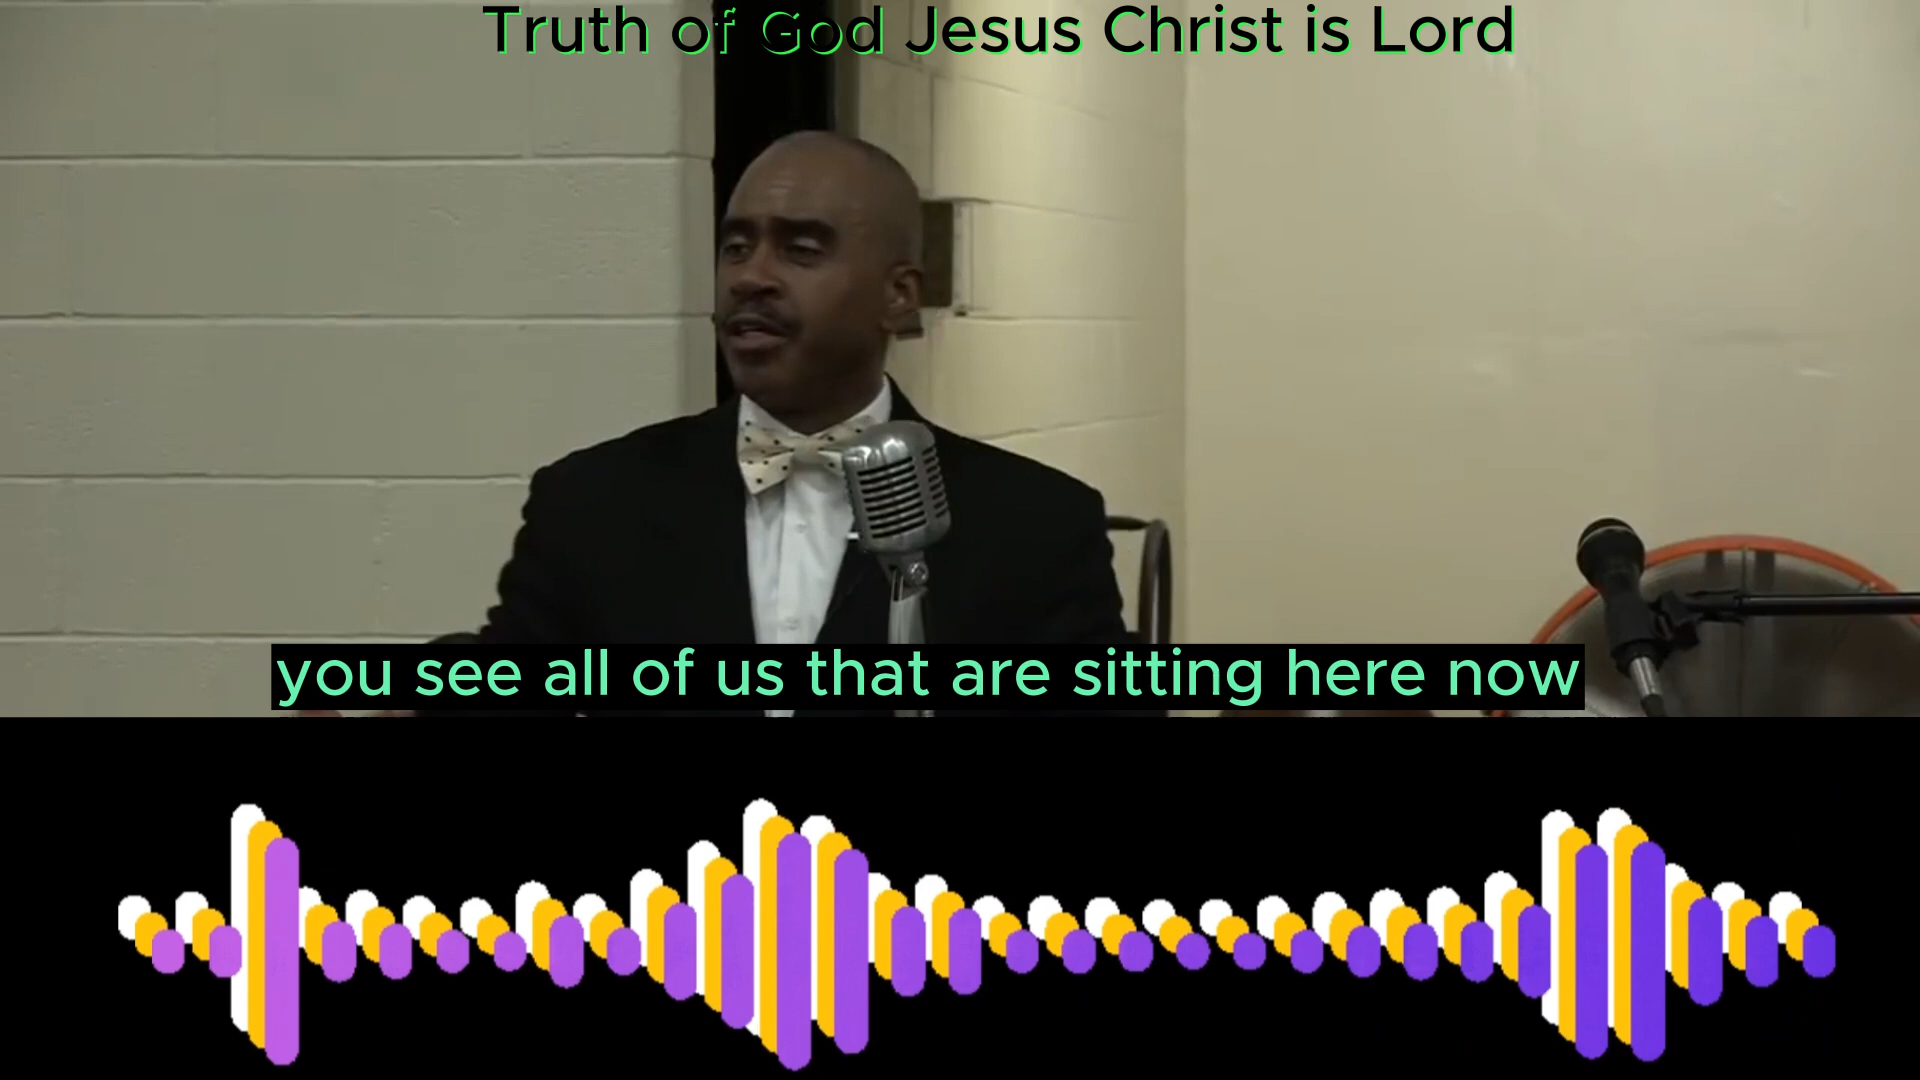 Truth of God Jesus Christ is Lord
you see all of us that are sitting here now